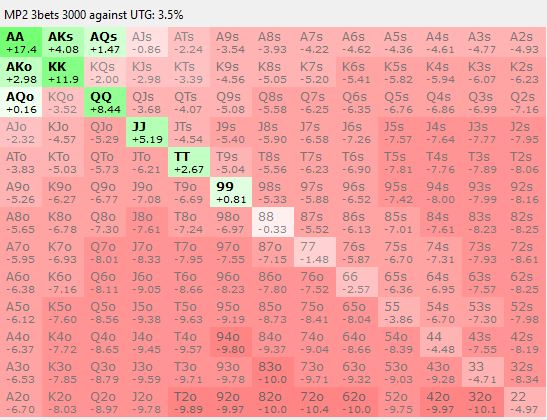 MP2 3bets 3000 against UTG: 3.5%
AA AKs AQs AJs ATs A9s A8s A7s A6s A5s A4s A3s A2s
+17.4 +4.08 +1.47 -0.86 -2.24 -3.54 -3.93 -4.22 -4.62 -4.36 -4.61 -4.77 -4.93
AKo KK KQs KJs KTs K9s K8s K7s K6s K5s K4s K3s K2s
+2.98 +11.9 -2.00 -2.98 -3.39 -4.56 -5.05 -5.20 -5.41 -5.82 -5.94 -6.07 -6.23
AQo KQo QQ QJs QTs Q9s Q8s Q7s Q6s Q5s Q4s Q3s Q2s
+0.16 -3.52 +8.44 -3.68 -4.07 -5.08 -5.58 -6.25 -6.35 -6.76 -6.86 -6.99 -7.16
AJo KJo QJo JJ JTs J9s J8s J7s J6s J5s J4s J3s J2s
-2.32 -4.57 -5.29 +5.19 -4.54 -5.40 -5.90 -6.58 -7.26 -7.57 -7.64 -7.77 -7.95
ATo KTo QTo JTo TT T9s T8s T7s T6s T5s T4s T3s T2s
-3.83 -5.03 -5.73 -6.21 +2.67 -5.04 -5.56 -6.23 -6.90 -7.81 -7.76 -7.89 -8.06
A9o K9o Q9o J9o T9o 99 98s 97s 96s 95s 94s 93s 92s
-5.26 -6.27 -6.77 -7.08 -6.69 +0.81 -5.33 -5.88 -6.52 -7.42 -8.00 -7.99 -8.16
A8o K8o Q8o J8o T8o 98o 88 87s 86s 85s 84s 83s 82s
-5.65 -6.78 -7.30 -7.61 -7.24 -6.97 -0.33 -5.52 -6.13 -7.01 -7.61 -8.23 -8.25
A7o K7o Q7o J7o T7o 97o 87o 77 76s 75s 74s 73s 72s
-5.95 -6.93 -8.01 -8.33 -7.95 -7.55 -7.15 -1.48 -5.87 -6.70 -7.31 -7.93 -8.61
A6o K6o Q6o J6o T6o 96o 86o 76o 66 65s 64s 63s 62s
-6.38 -7.16 -8.11 -9.05 -8.66 -8.23 -7.80 -7.52 -2.57 -6.36 -6.95 -7.57 -8.25
A5o K5o Q5o J5o T5o 95o 85o 75o 65o 55 54s 53s 52s
-6.12 -7.60 -8.56 -9.38 -9.63 -9.19 -8.73 -8.41 -8.04 -3.86 -6.70 -7.30 -7.98
A4o K4o Q4o J4o T4o 94o 84o 74o 64o 54o 44 43s 42s
-6.37 -7.72 -8.65 -9.45 -9.57 -9.80 -9.37 -9.04 -8.66 -8.39 -4.48 -7.55 -8.19
A3o K3o Q3o J3o T3o 93o 83o 73o 63o 53o 43o 33 32s
-6.53 -7.85 -8.79 -9.59 -9.71 -9.78 -10.0 -9.71 -9.32 -9.03 -9.28 -4.71 -8.34
A2o K2o Q2o J2o T2o 92o 82o 72o 62o 52o 42o 32o 22
-6.70 -8.03 -8.97 -9.78 -9.89 -9.97 -10.0 -10.4 -10.0 -9.75 -9.97 -10.1 -4.97